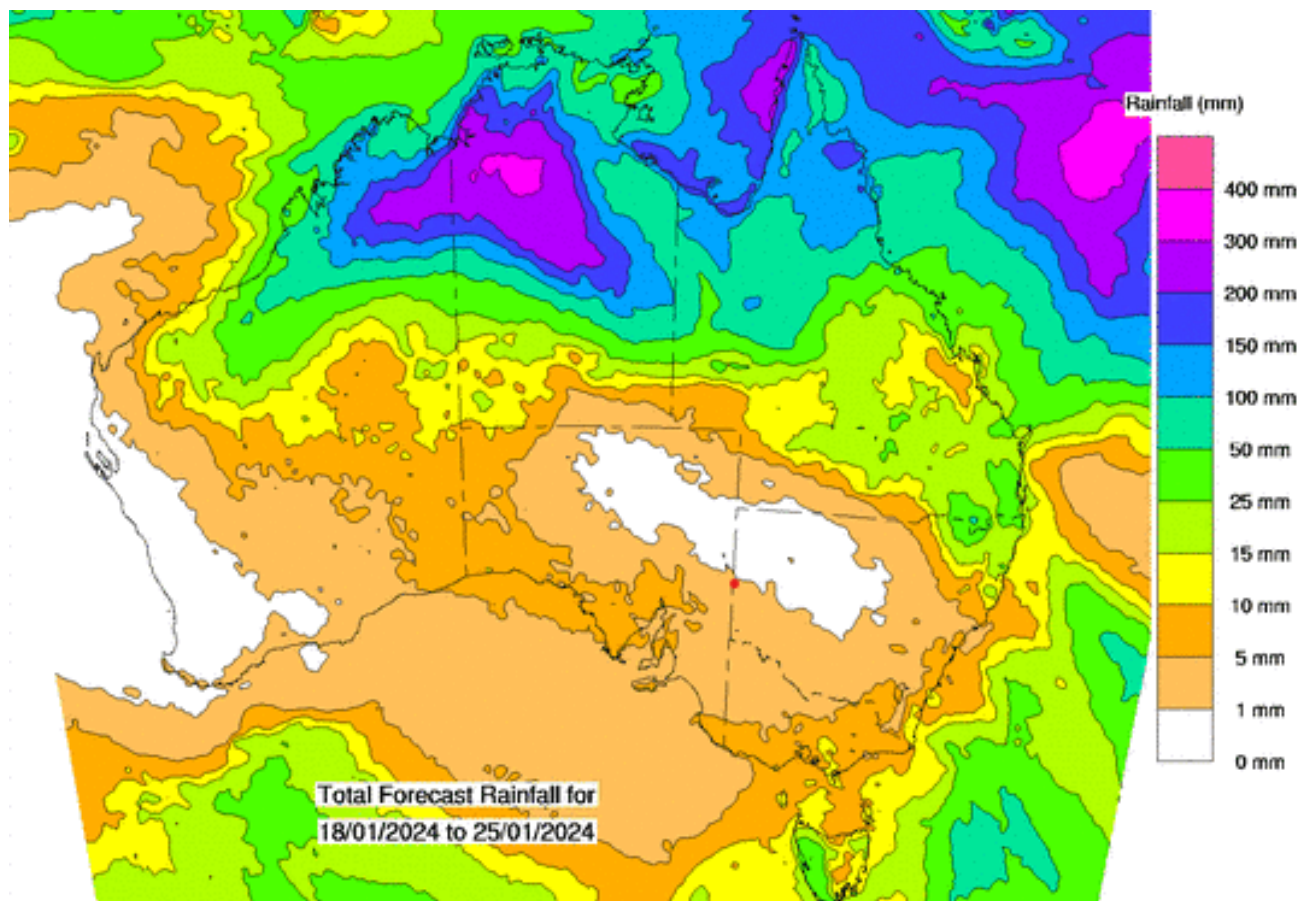 Rainfall (mm)
400 mm
300 mm
200 mm
150 mm
100 mm
50 mm
25 mm
15 mm
10 mm
5 mm
1 mm
0 mm
Total Forecast Rainfall for
18/01/2024 to 25/01/2024